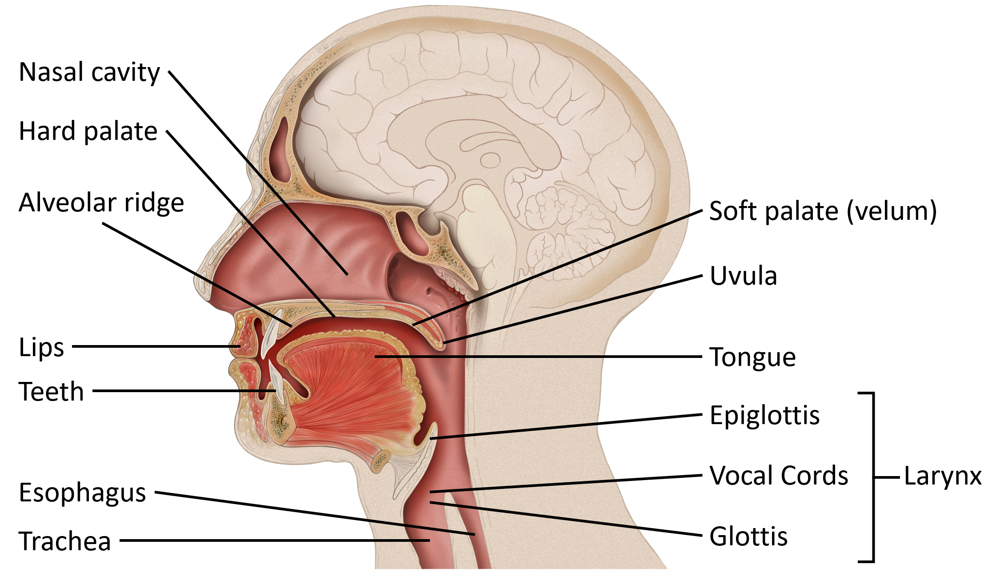 Nasal cavity
Hard palate
Alveolar ridge
Lips
Teeth
Esophagus
Trachea
Soft palate (velum)
Uvula
Tongue
Epiglottis
Vocal Cords
Glottis
Larynx